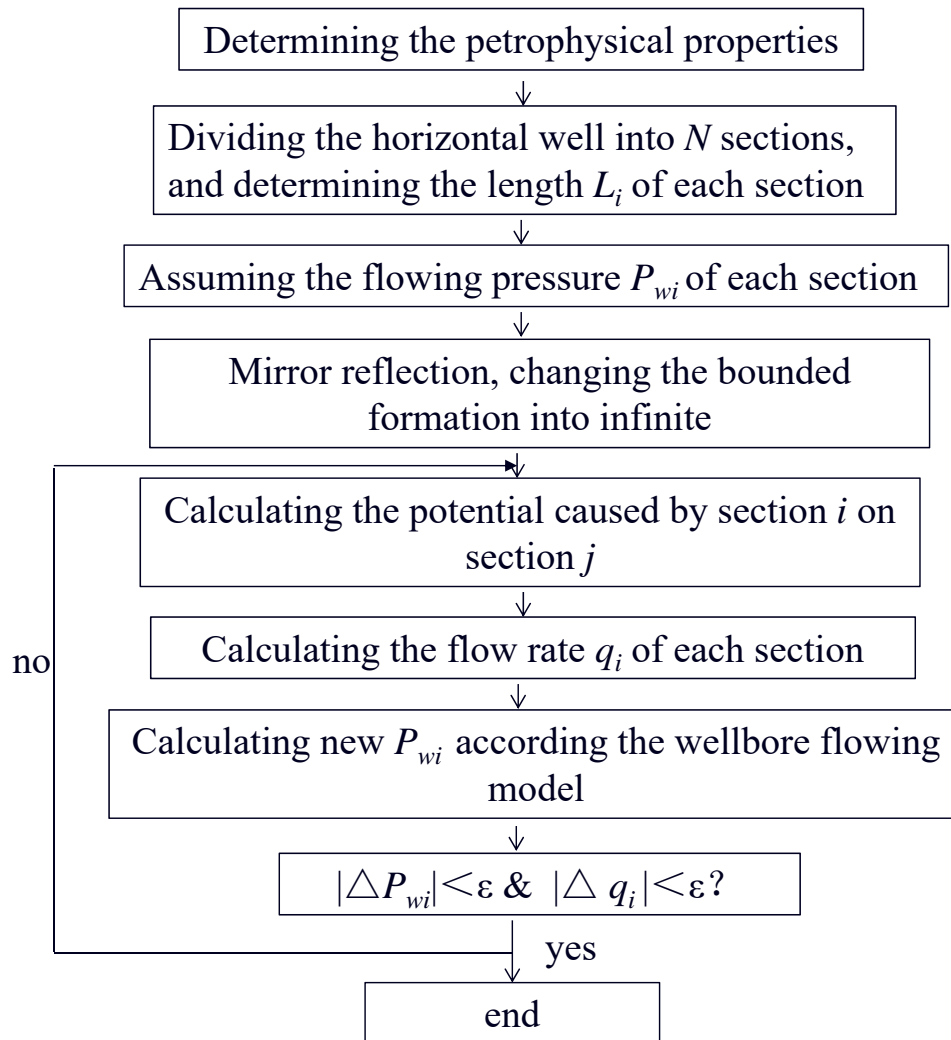 Determining the petrophysical properties
Dividing the horizontal well into N sections,
and determining the length Li of each section
Assuming the flowing pressure Pwi of each section
Mirror reflection, changing the bounded
formation into infinite
Calculating the potential caused by section i on
section j
Calculating the flow rate qi of each section
no
Calculating new Pwi according the wellbore flowing
model
|△Pwi|<ε & |△ qi|<ε?
yes
end